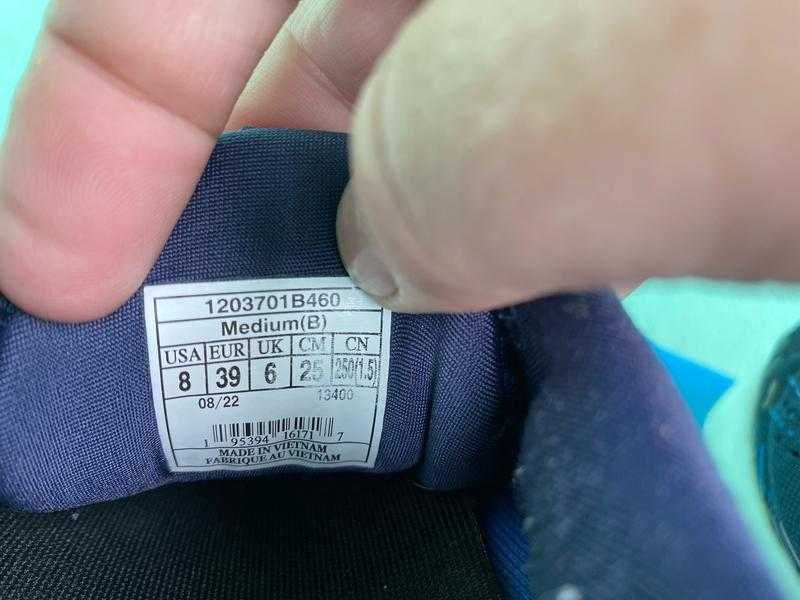 1203701B460
Medium(B)
USA EUR UK CM CN
8 39 6 25 250(1.5)
08/22 13400
1 95394 16171 7
MADE IN VIETNAM
FABRIQUE AU VIETNAM